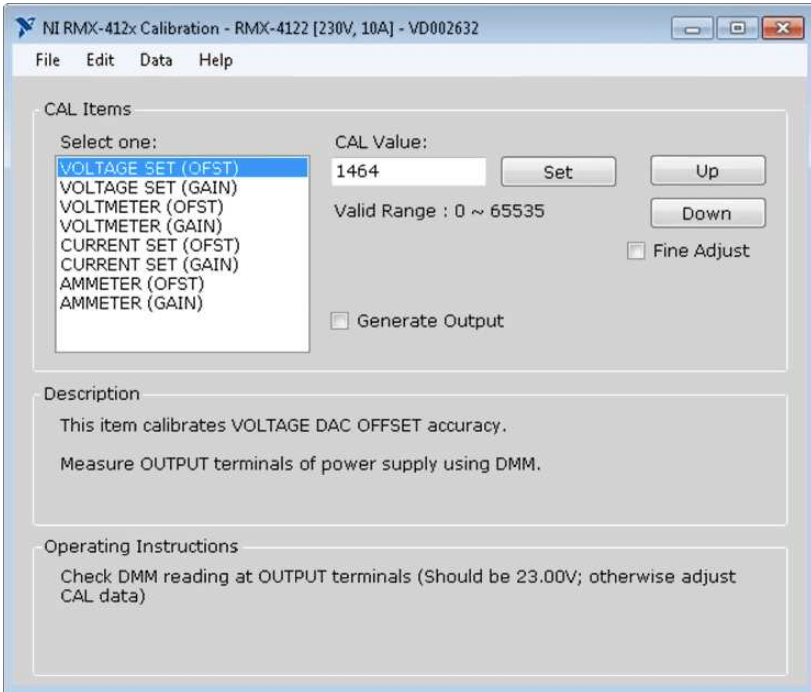 NI RMX-412x Calibration - RMX-4122 [230V, 10A] - VD002632
File Edit Data Help
CAL Items
Select one:
VOLTAGE SET (OFST)
VOLTAGE SET (GAIN)
VOLTMETER (OFST)
VOLTMETER (GAIN)
CURRENT SET (OFST)
CURRENT SET (GAIN)
AMMETER (OFST)
AMMETER (GAIN)
CAL Value:
1464
Set
Up
Valid Range : 0 ~ 65535
Down
Fine Adjust
Generate Output
Description
This item calibrates VOLTAGE DAC OFFSET accuracy.
Measure OUTPUT terminals of power supply using DMM.
Operating Instructions
Check DMM reading at OUTPUT terminals (Should be 23.00V; otherwise adjust
CAL data)